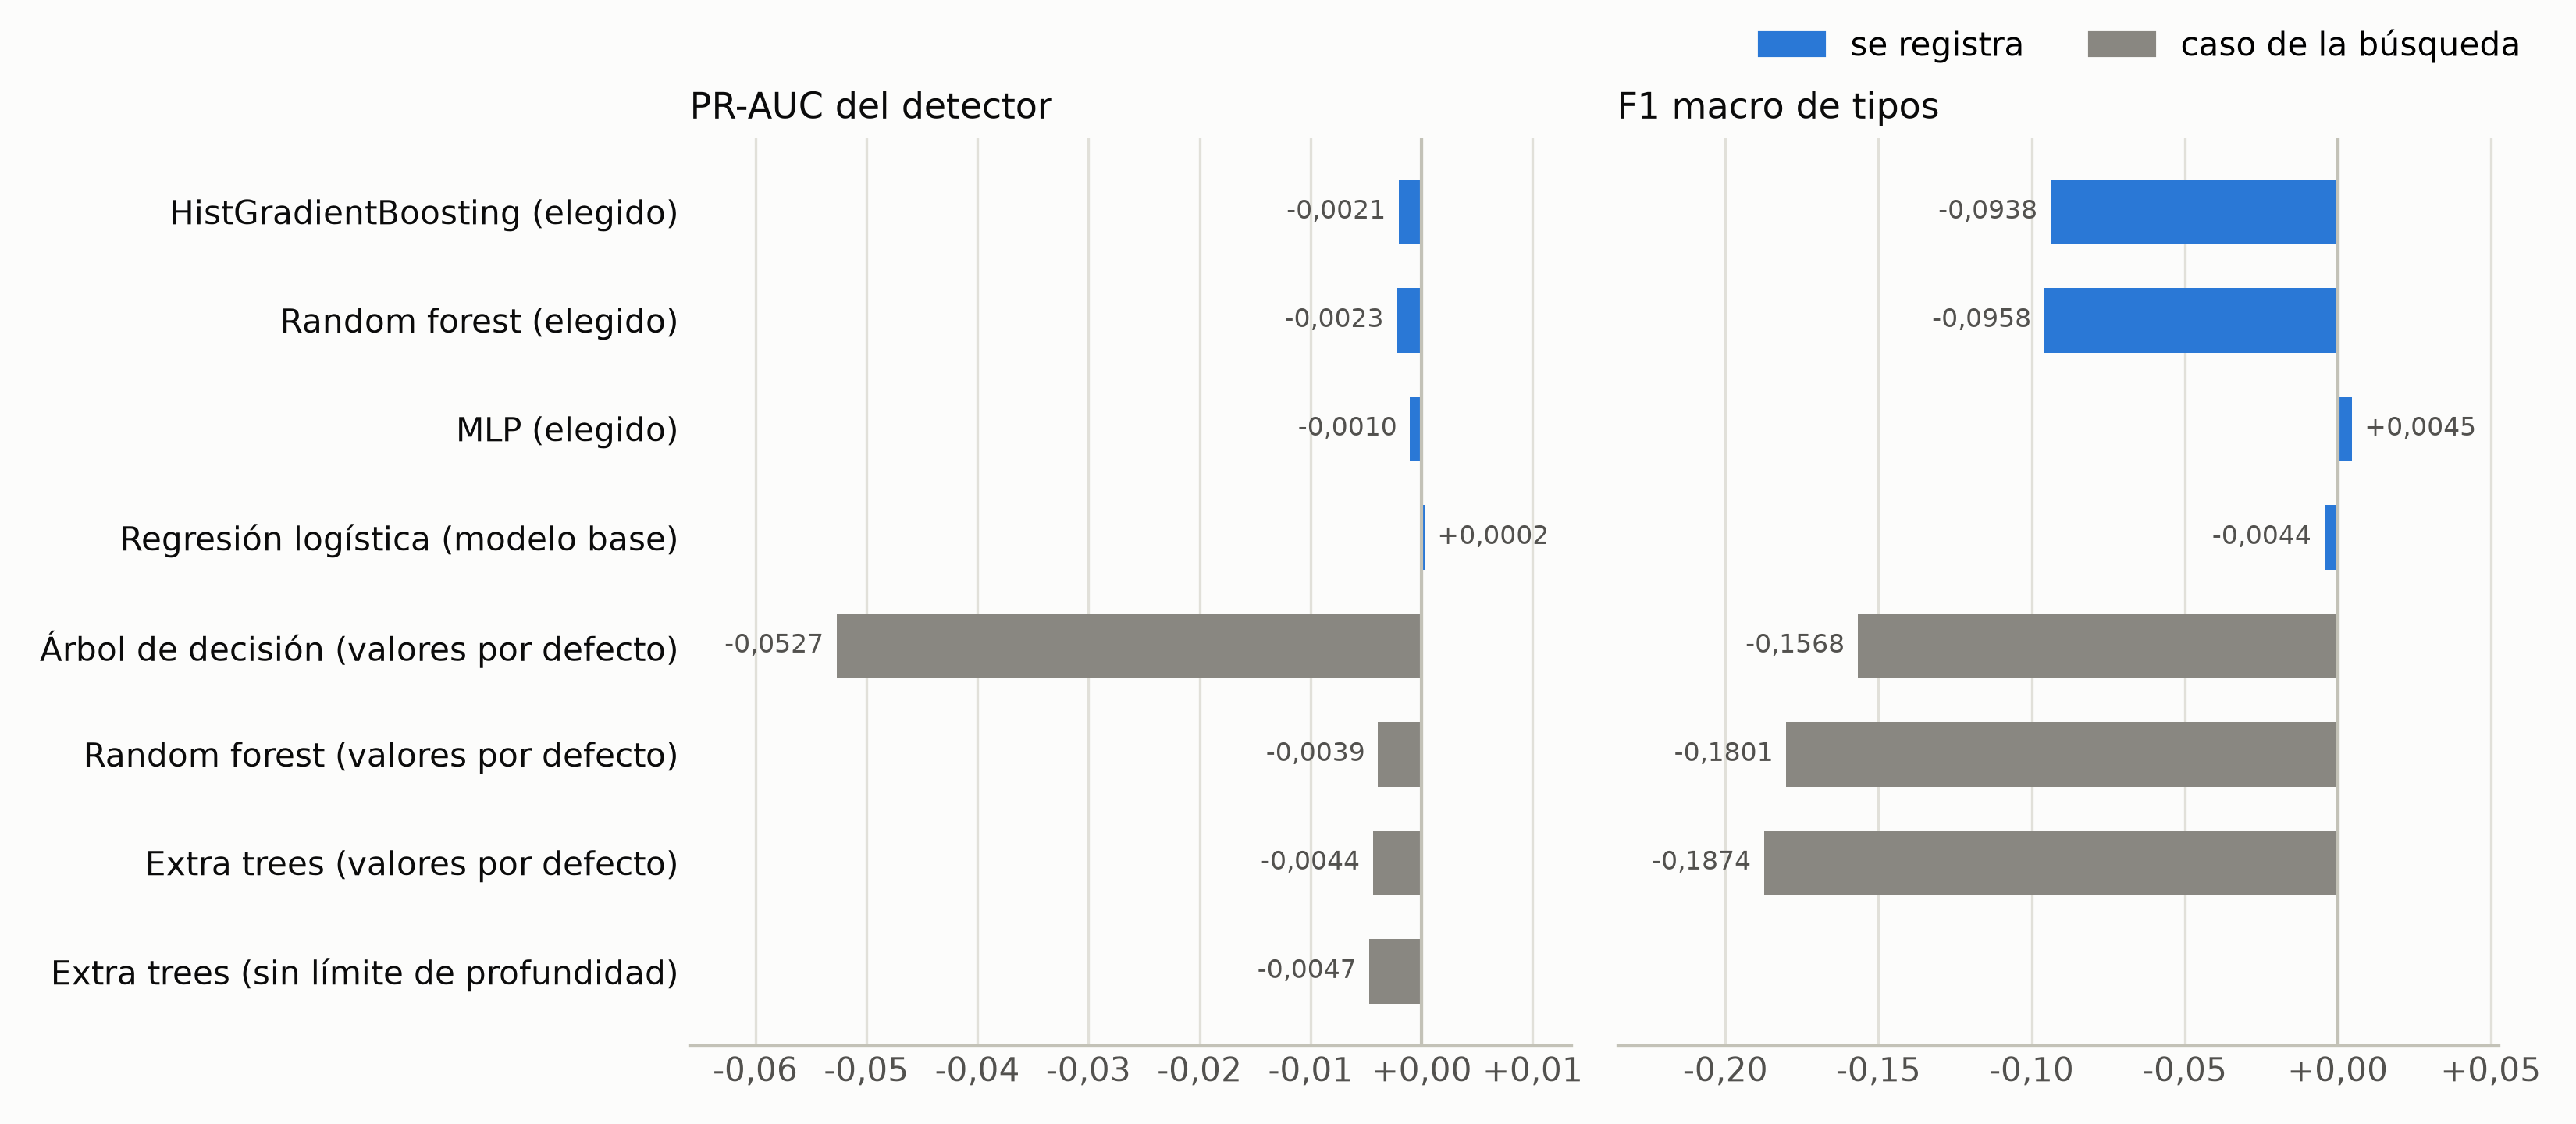 se registra caso de la búsqueda
PR-AUC del detector F1 macro de tipos
HistGradientBoosting (elegido) -0,0021 -0,0938
Random forest (elegido) -0,0023 -0,0958
MLP (elegido) -0,0010 +0,0045
Regresión logística (modelo base) +0,0002 -0,0044
Árbol de decisión (valores por defecto) -0,0527 -0,1568
Random forest (valores por defecto) -0,0039 -0,1801
Extra trees (valores por defecto) -0,0044 -0,1874
Extra trees (sin límite de profundidad) -0,0047
-0,06 -0,05 -0,04 -0,03 -0,02 -0,01 +0,00 +0,01 -0,20 -0,15 -0,10 -0,05 +0,00 +0,05